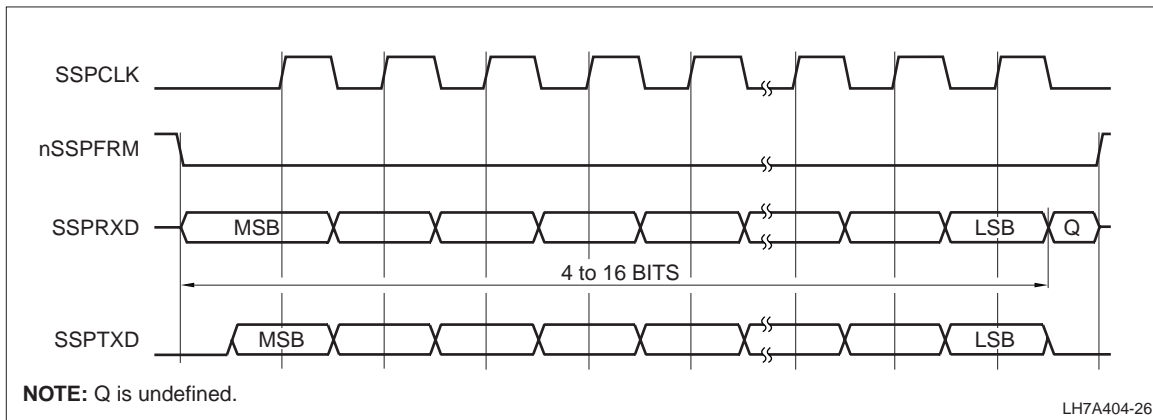 SSPCLK
nSSPFRM
SSPRXD MSB LSB Q
4 to 16 BITS
SSPTXD MSB LSB
NOTE: Q is undefined.
LH7A404-26